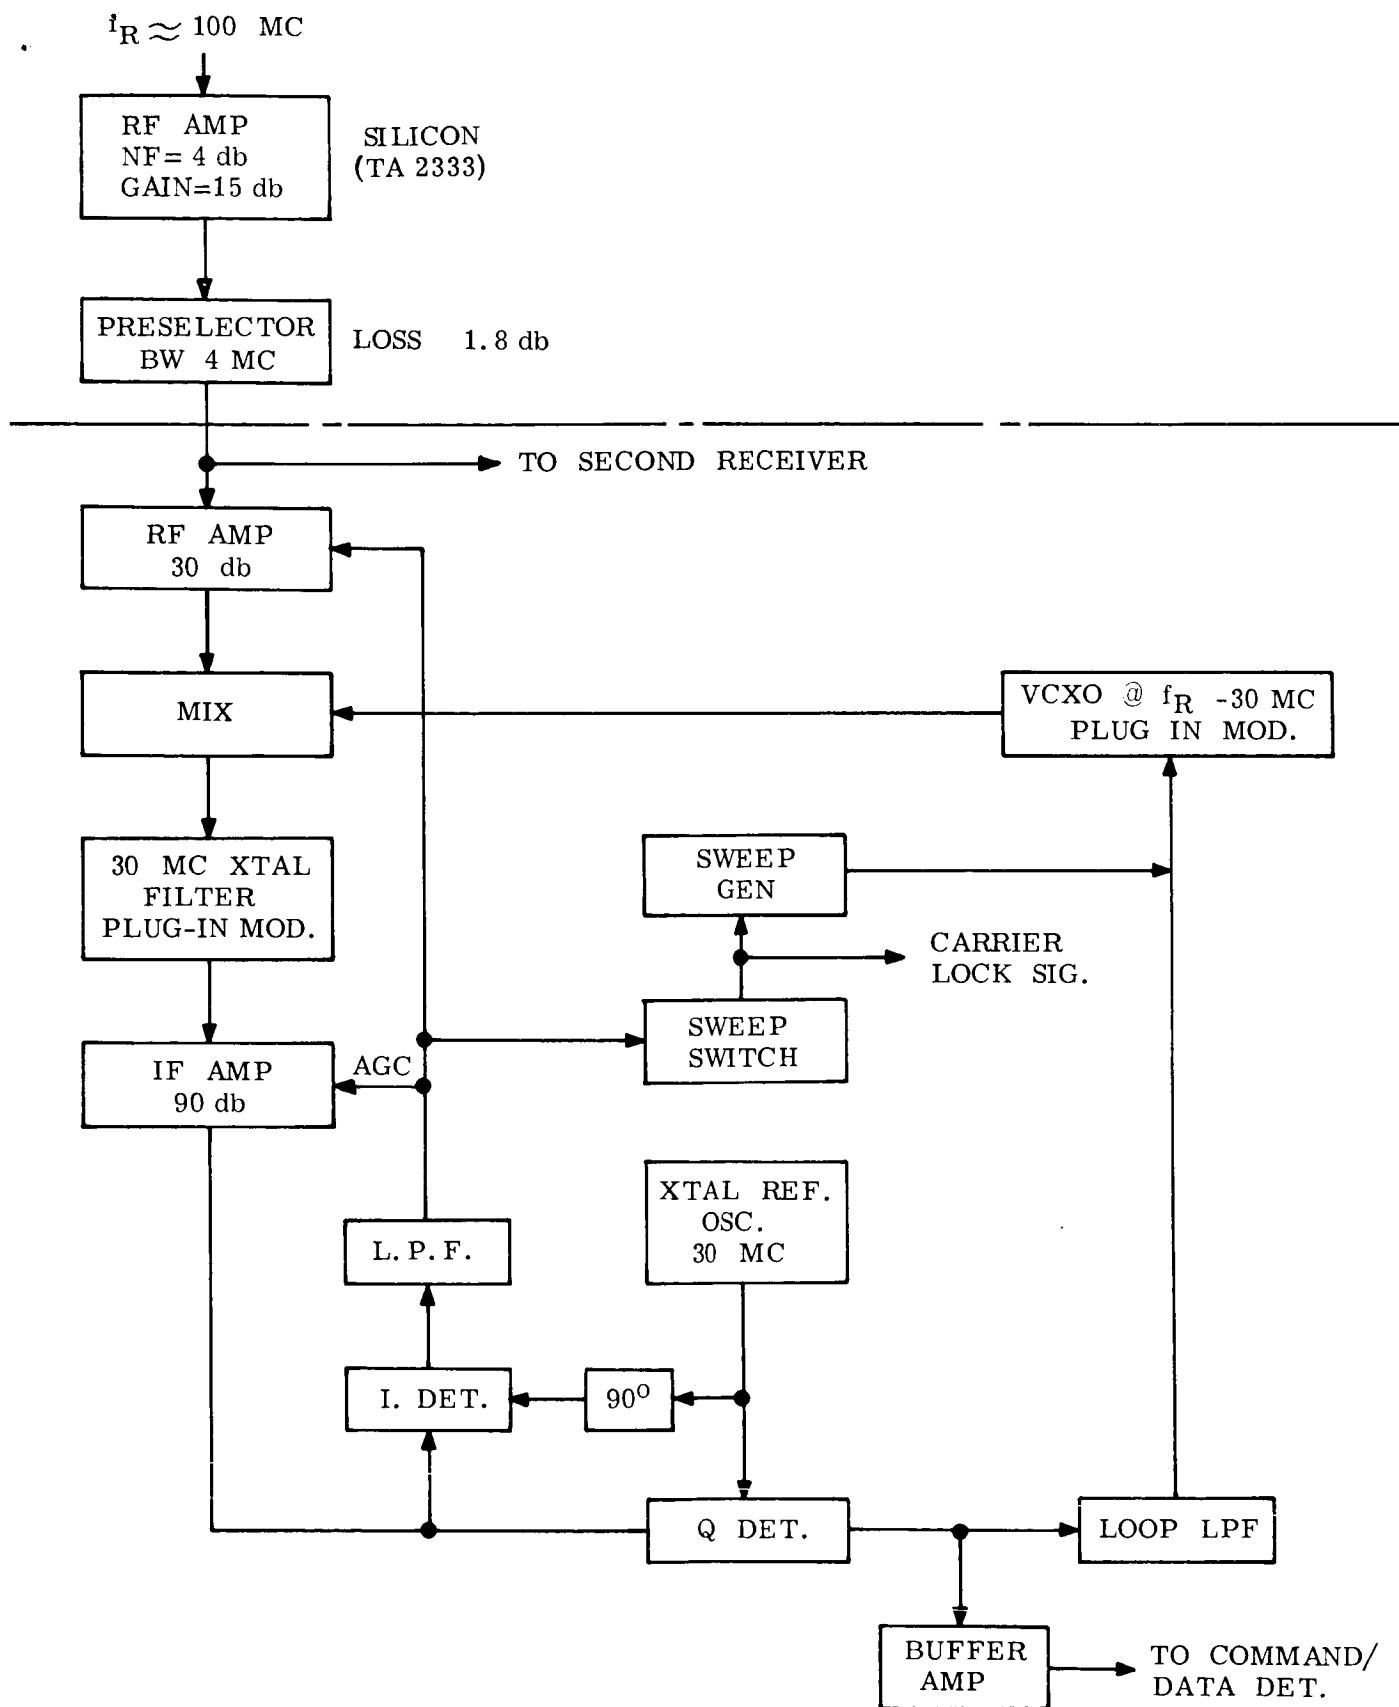 fR ≈ 100 MC
RF AMP
NF= 4 db
GAIN=15 db
SILICON
(TA 2333)
PRESELECTOR
BW 4 MC
LOSS 1.8 db
TO SECOND RECEIVER
RF AMP
30 db
MIX
VCXO @ fR -30 MC
PLUG IN MOD.
30 MC XTAL
FILTER
PLUG-IN MOD.
SWEEP
GEN
CARRIER
LOCK SIG.
SWEEP
SWITCH
IF AMP
90 db
AGC
XTAL REF.
OSC.
30 MC
L.P.F.
I. DET.
90°
Q DET.
LOOP LPF
BUFFER
AMP
TO COMMAND/
DATA DET.